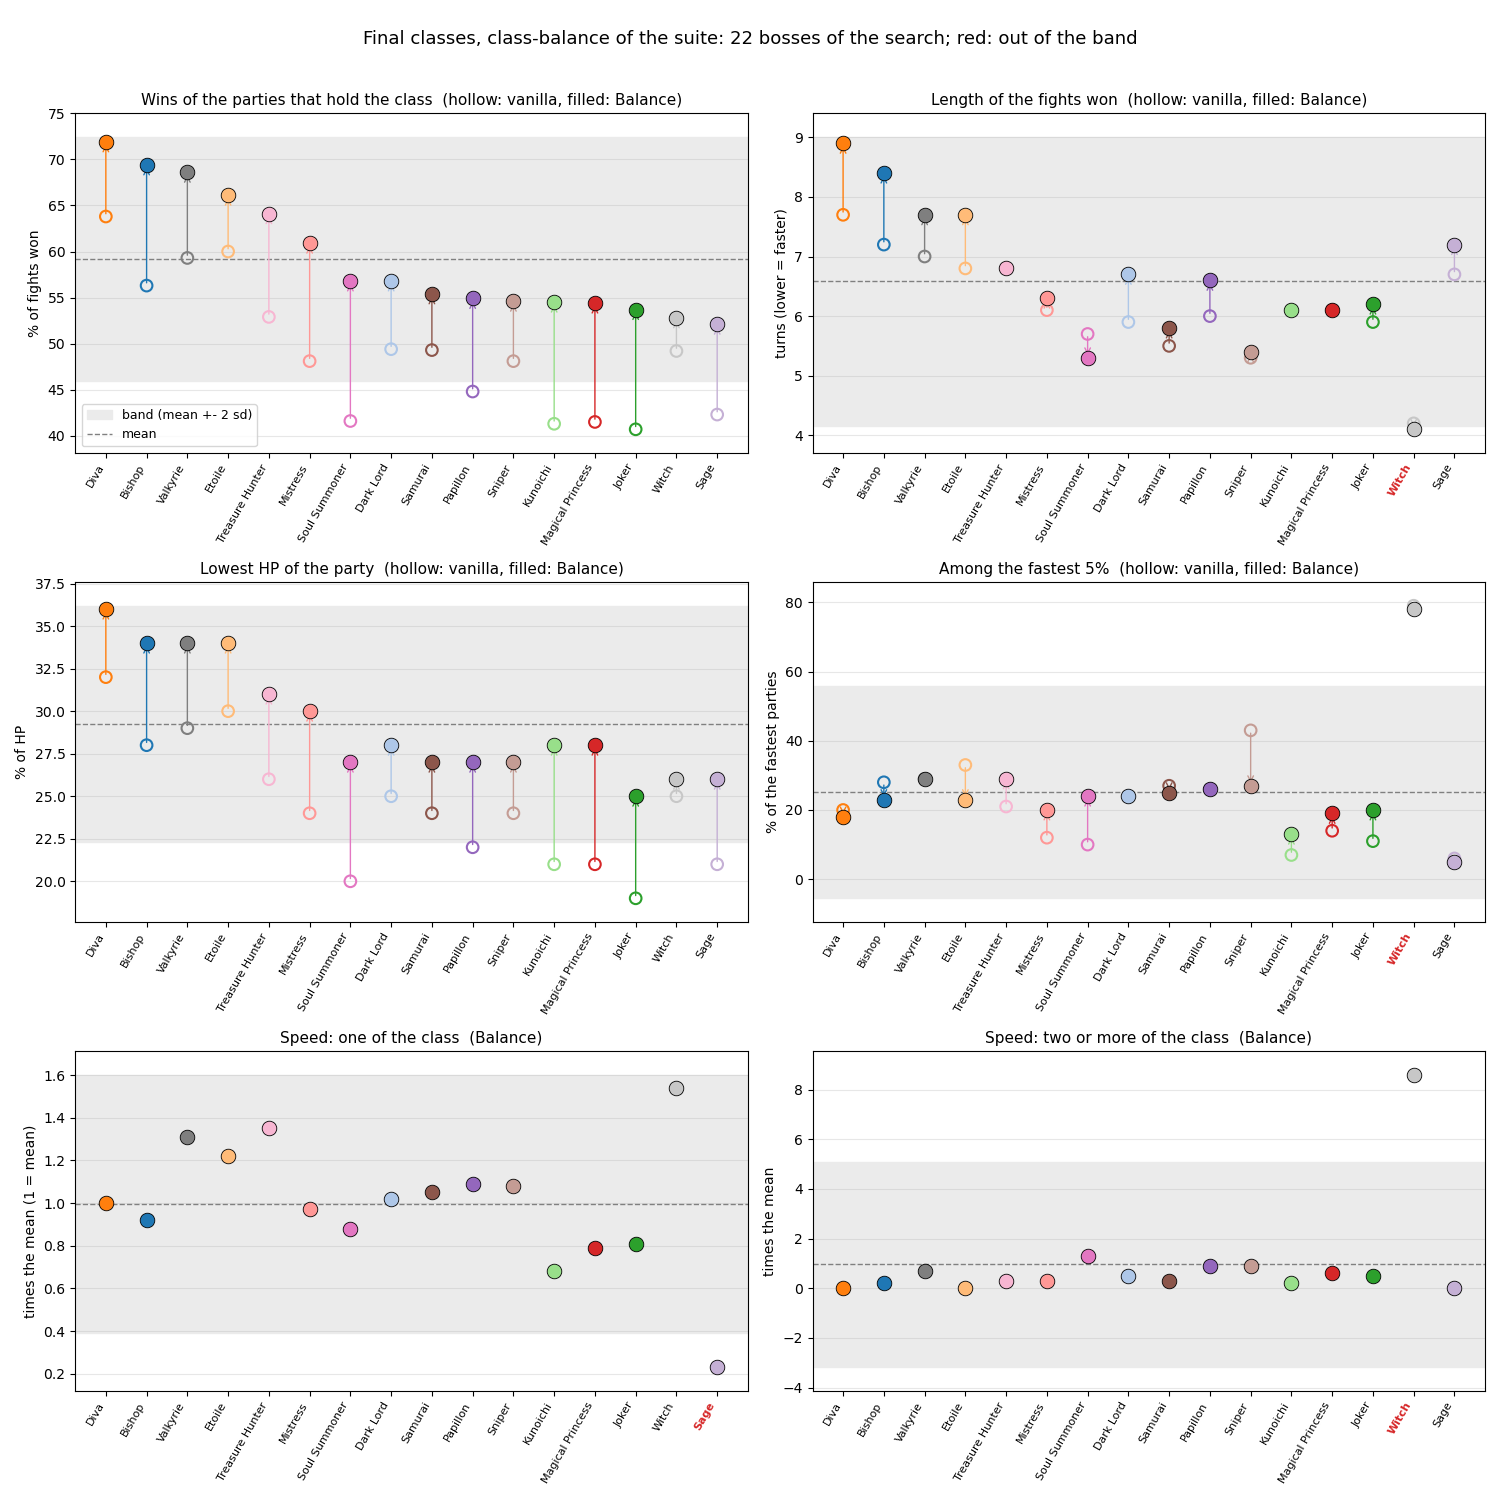 Final classes, class-balance of the suite: 22 bosses of the search; red: out of the band
Wins of the parties that hold the class  (hollow: vanilla, filled: Balance)
% of fights won
75
70
65
60
55
50
45
40
band (mean +- 2 sd)
mean
Diva
Bishop
Valkyrie
Etoile
Treasure Hunter
Mistress
Soul Summoner
Dark Lord
Samurai
Papillon
Sniper
Kunoichi
Magical Princess
Joker
Witch
Sage
Length of the fights won  (hollow: vanilla, filled: Balance)
turns (lower = faster)
9
8
7
6
5
4
Diva
Bishop
Valkyrie
Etoile
Treasure Hunter
Mistress
Soul Summoner
Dark Lord
Samurai
Papillon
Sniper
Kunoichi
Magical Princess
Joker
Witch
Sage
Lowest HP of the party  (hollow: vanilla, filled: Balance)
% of HP
37.5
35.0
32.5
30.0
27.5
25.0
22.5
20.0
Diva
Bishop
Valkyrie
Etoile
Treasure Hunter
Mistress
Soul Summoner
Dark Lord
Samurai
Papillon
Sniper
Kunoichi
Magical Princess
Joker
Witch
Sage
Among the fastest 5%  (hollow: vanilla, filled: Balance)
% of the fastest parties
80
60
40
20
0
Diva
Bishop
Valkyrie
Etoile
Treasure Hunter
Mistress
Soul Summoner
Dark Lord
Samurai
Papillon
Sniper
Kunoichi
Magical Princess
Joker
Witch
Sage
Speed: one of the class  (Balance)
times the mean (1 = mean)
1.6
1.4
1.2
1.0
0.8
0.6
0.4
0.2
Diva
Bishop
Valkyrie
Etoile
Treasure Hunter
Mistress
Soul Summoner
Dark Lord
Samurai
Papillon
Sniper
Kunoichi
Magical Princess
Joker
Witch
Sage
Speed: two or more of the class  (Balance)
times the mean
8
6
4
2
0
−2
−4
Diva
Bishop
Valkyrie
Etoile
Treasure Hunter
Mistress
Soul Summoner
Dark Lord
Samurai
Papillon
Sniper
Kunoichi
Magical Princess
Joker
Witch
Sage